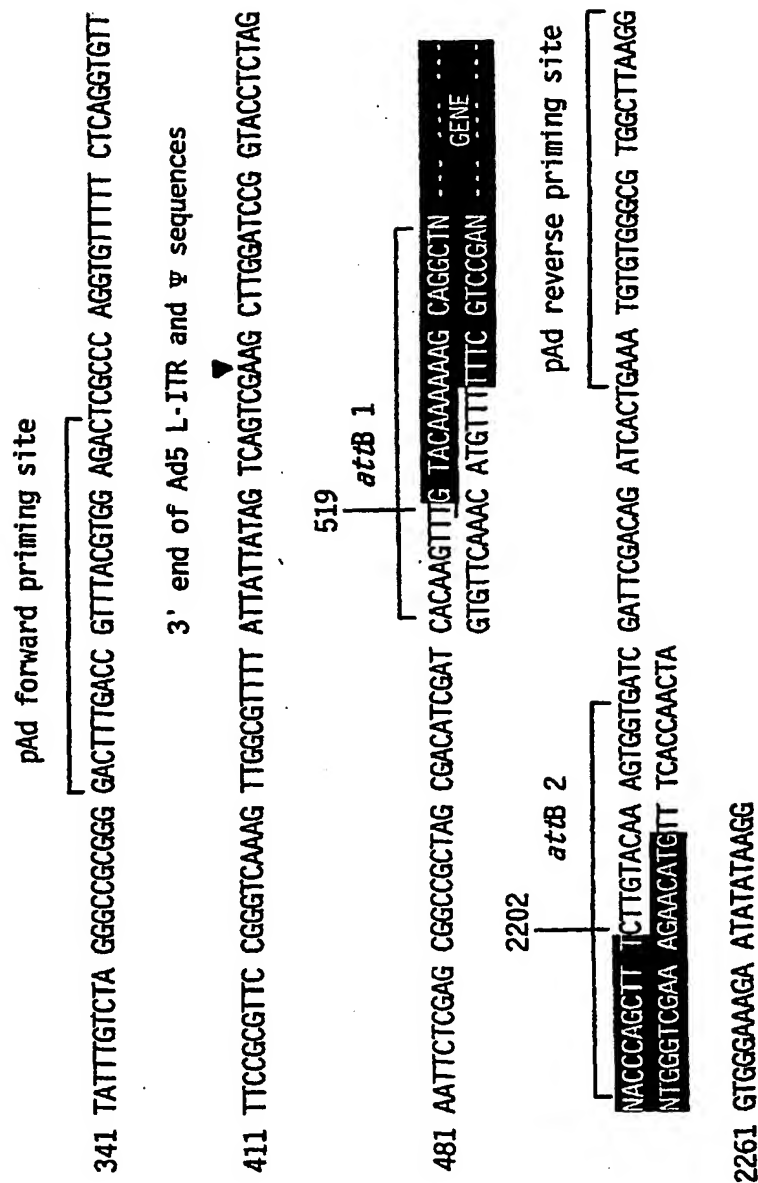 pAd forward priming site
341 TATTTGTCTA GGGCCGCGGG GACTTTGACC GTTTACGTGG AGACTCGCCC AGGTGTTTTT CTCAGGTGTT
3' end of Ad5 L-ITR and Ψ sequences
411 TTCCGCGTTC CGGGTCAAAG TTGGCGTTTT ATTATTATAG TCAGTCGAAG CTTGGATCCG GTACCTCTAG
519
attB 1
481 AATTCTCGAG CGGCCGCTAG CGACATCGAT CACAAGTTTG TACAAAAAAG CAGGCTN --- --- ---
GENE
GTGTTCAAAC ATGTTTTTTC GTCCGAN --- --- ---
2202
attB 2
pAd reverse priming site
NACCCAGCTT TCTTGTACAA AGTGGTGATC GATTCGACAG ATCACTGAAA TGTGTGGGCG TGGCTTAAGG
NTGGGTCGAA AGAACATGTT TCACCAACTA
2261 GTGGGAAAGA ATATATAAGG